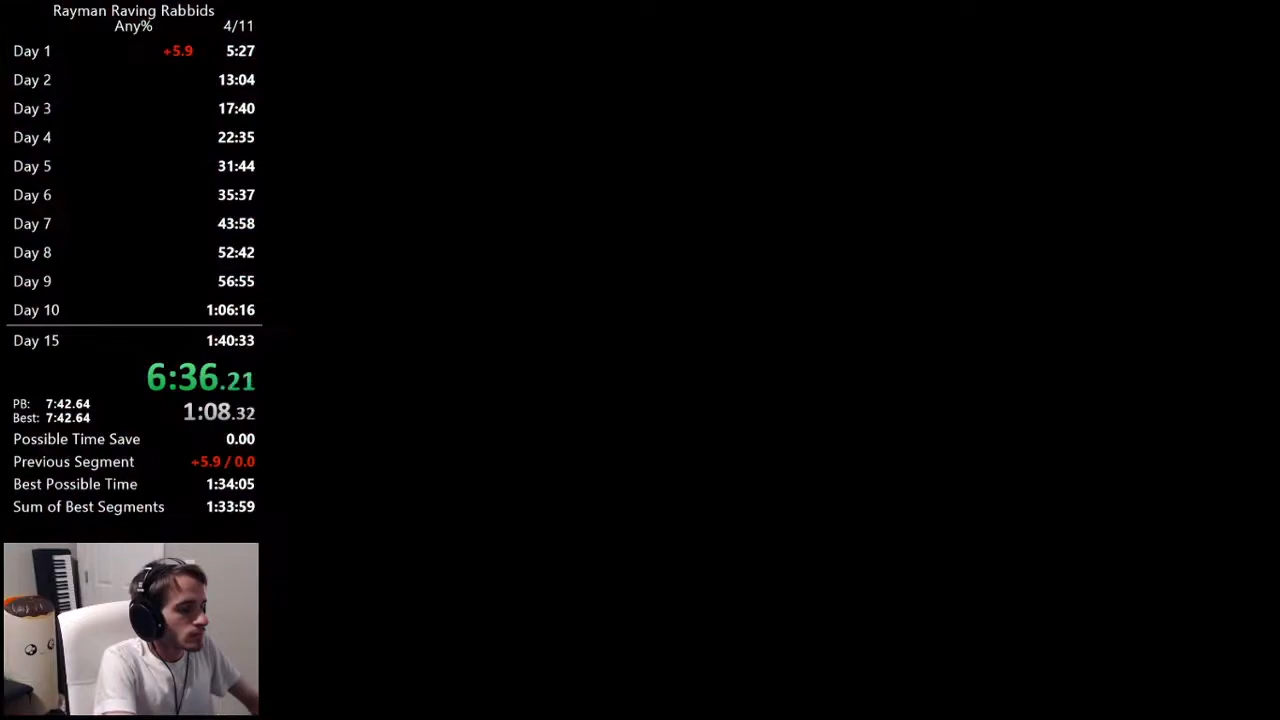 Rayman Raving Rabbids
Any% 4/11
Day 1 +5.9 5:27
Day 2 13:04
Day 3 17:40
Day 4 22:35
Day 5 31:44
Day 6 35:37
Day 7 43:58
Day 8 52:42
Day 9 56:55
Day 10 1:06:16
Day 15 1:40:33
6:36.21
PB: 7:42.64
Best: 7:42.64
1:08.32
Possible Time Save 0.00
Previous Segment +5.9 / 0.0
Best Possible Time 1:34:05
Sum of Best Segments 1:33:59